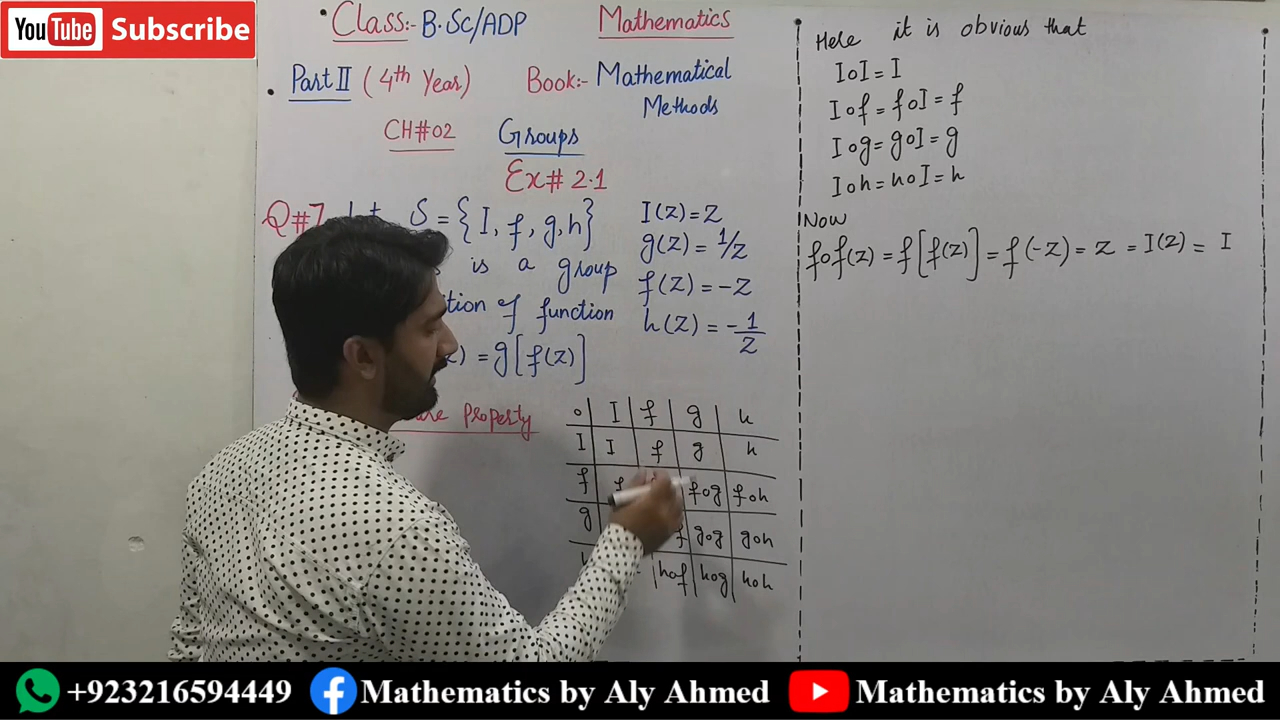 YouTube Subscribe
Class:- B.Sc/ADP Mathematics
Part II (4th Year) Book:- Mathematical Methods
CH#02 Groups
Ex# 2.1
Q#7 S = {I, f, g, h}
is a group
of function
= g[f(z)]
I(z) = z
g(z) = 1/z
f(z) = -z
h(z) = -1/z
Property
o I f g h
I I f g h
f fog foh
g gog goh
hof hog hoh
Here it is obvious that
IoI = I
Iof = foI = f
Iog = goI = g
Ioh = hoI = h
Now
fof(z) = f[f(z)] = f(-z) = z = I(z) = I
+923216594449 Mathematics by Aly Ahmed Mathematics by Aly Ahmed